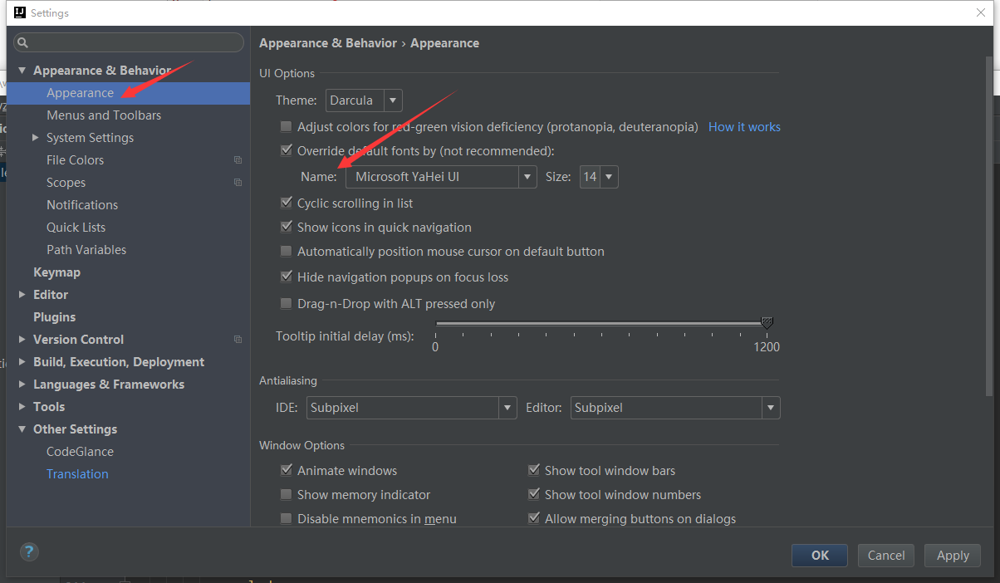 Settings
Appearance & Behavior
Appearance
Menus and Toolbars
System Settings
File Colors
Scopes
Notifications
Quick Lists
Path Variables
Keymap
Editor
Plugins
Version Control
Build, Execution, Deployment
Languages & Frameworks
Tools
Other Settings
CodeGlance
Translation
Appearance & Behavior › Appearance
UI Options
Theme: Darcula
Adjust colors for red-green vision deficiency (protanopia, deuteranopia) How it works
Override default fonts by (not recommended):
Name: Microsoft YaHei UI Size: 14
Cyclic scrolling in list
Show icons in quick navigation
Automatically position mouse cursor on default button
Hide navigation popups on focus loss
Drag-n-Drop with ALT pressed only
Tooltip initial delay (ms):
0 1200
Antialiasing
IDE: Subpixel Editor: Subpixel
Window Options
Animate windows Show tool window bars
Show memory indicator Show tool window numbers
Disable mnemonics in menu Allow merging buttons on dialogs
? OK Cancel Apply